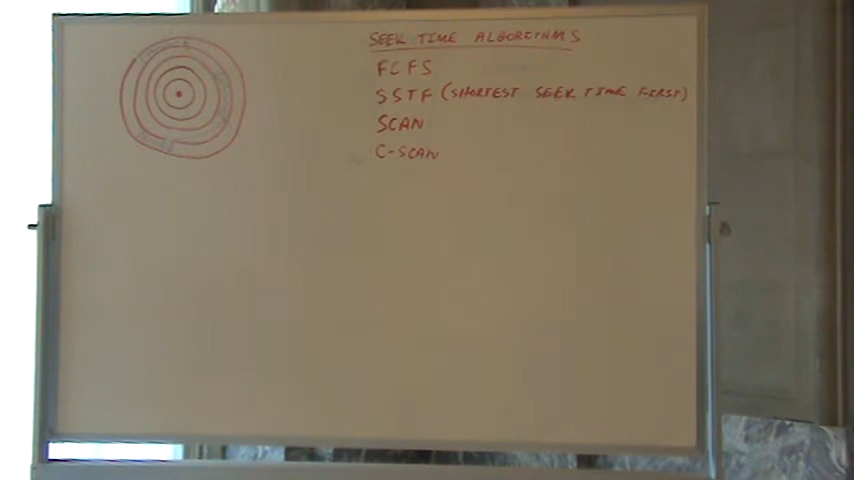 SEEK TIME ALGORITHMS
FCFS
SSTF (SHORTEST SEEK TIME FIRST)
SCAN
C-SCAN